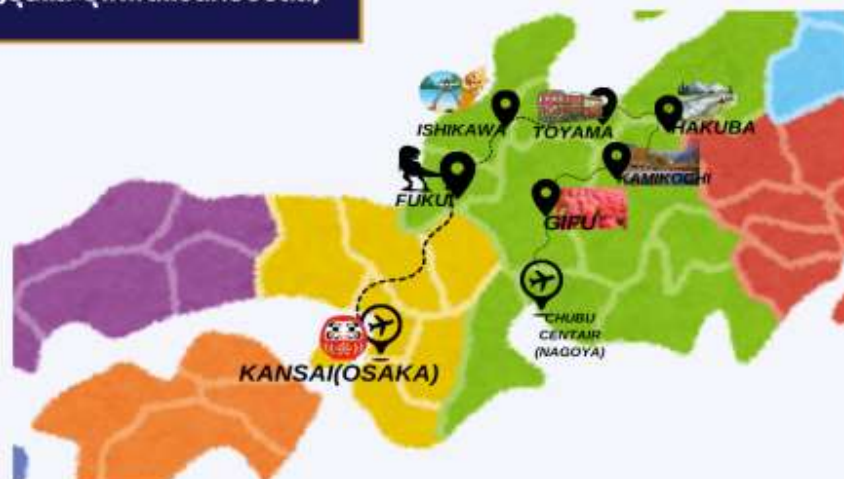 ISHIKAWA
TOYAMA
HAKUBA
KAMIKOCHI
FUKUI
GIFU
CHUBU
CENTAIR
(NAGOYA)
KANSAI(OSAKA)